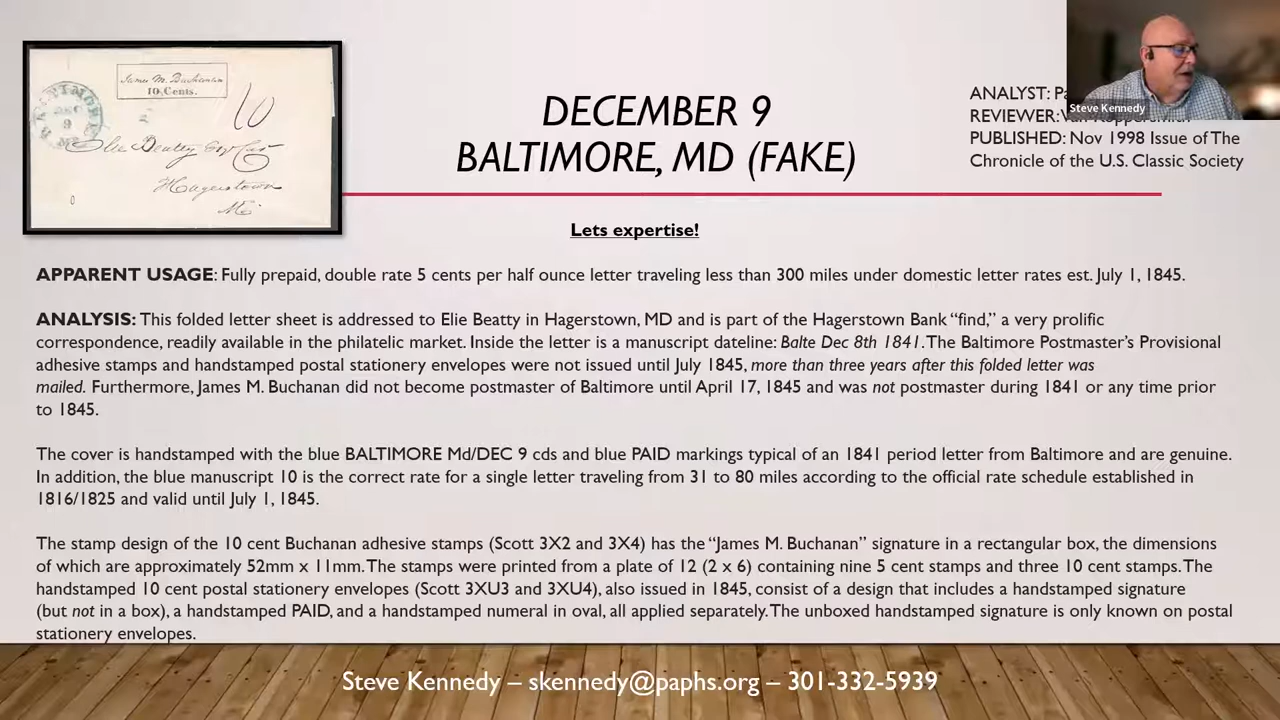 James M. Buchanan
10 Cents.
BALTIMORE
DEC
9
10
Elie Beatty Esqr Cas
Hagerstown
Md
DECEMBER 9
BALTIMORE, MD (FAKE)
ANALYST: Pa
REVIEWER:
PUBLISHED: Nov 1998 Issue of The
Chronicle of the U.S. Classic Society
Steve Kennedy
Lets expertise!
APPARENT USAGE: Fully prepaid, double rate 5 cents per half ounce letter traveling less than 300 miles under domestic letter rates est. July 1, 1845.
ANALYSIS: This folded letter sheet is addressed to Elie Beatty in Hagerstown, MD and is part of the Hagerstown Bank “find,” a very prolific
correspondence, readily available in the philatelic market. Inside the letter is a manuscript dateline: Balte Dec 8th 1841. The Baltimore Postmaster’s Provisional
adhesive stamps and handstamped postal stationery envelopes were not issued until July 1845, more than three years after this folded letter was
mailed. Furthermore, James M. Buchanan did not become postmaster of Baltimore until April 17, 1845 and was not postmaster during 1841 or any time prior
to 1845.
The cover is handstamped with the blue BALTIMORE Md/DEC 9 cds and blue PAID markings typical of an 1841 period letter from Baltimore and are genuine.
In addition, the blue manuscript 10 is the correct rate for a single letter traveling from 31 to 80 miles according to the official rate schedule established in
1816/1825 and valid until July 1, 1845.
The stamp design of the 10 cent Buchanan adhesive stamps (Scott 3X2 and 3X4) has the “James M. Buchanan” signature in a rectangular box, the dimensions
of which are approximately 52mm x 11mm. The stamps were printed from a plate of 12 (2 x 6) containing nine 5 cent stamps and three 10 cent stamps. The
handstamped 10 cent postal stationery envelopes (Scott 3XU3 and 3XU4), also issued in 1845, consist of a design that includes a handstamped signature
(but not in a box), a handstamped PAID, and a handstamped numeral in oval, all applied separately. The unboxed handstamped signature is only known on postal
stationery envelopes.
Steve Kennedy – skennedy@paphs.org – 301-332-5939